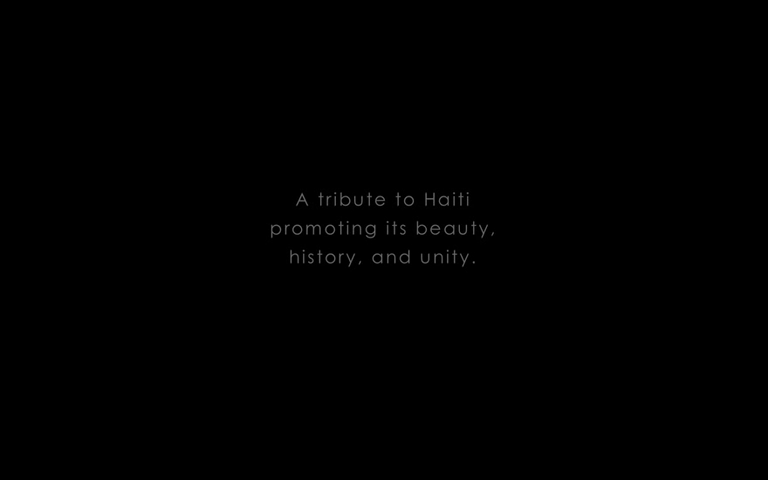 A tribute to Haiti
promoting its beauty,
history, and unity.